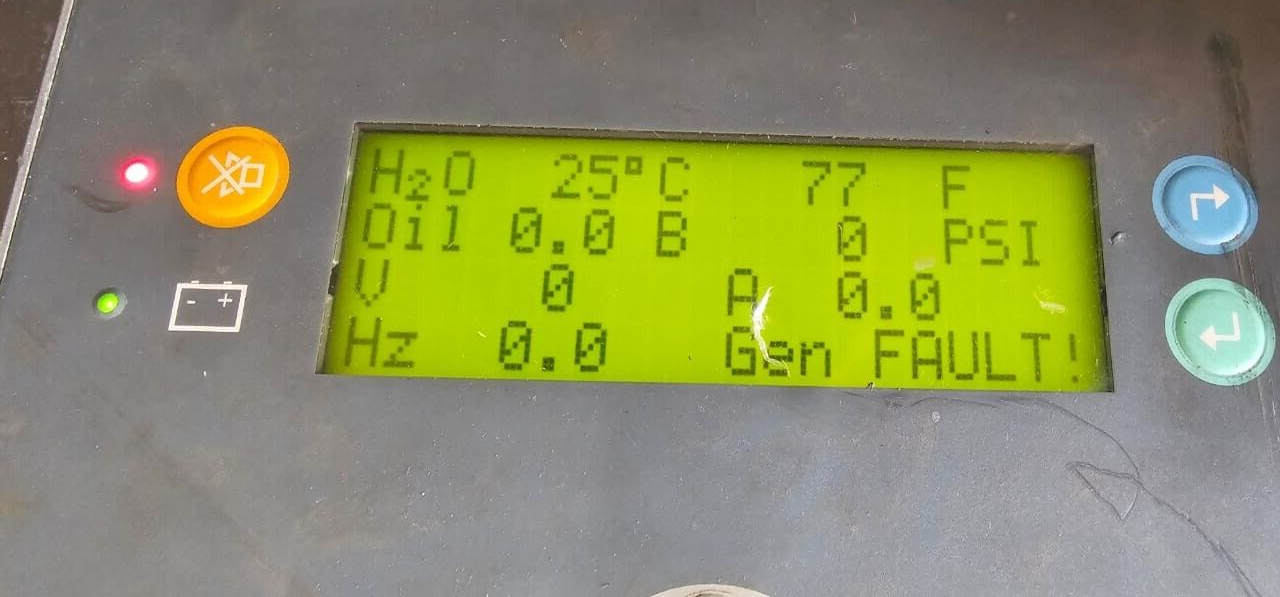 H₂O 25°C 77 F
Oil 0.0 B 0 PSI
V 0 A 0.0
Hz 0.0 Gen FAULT!
- +